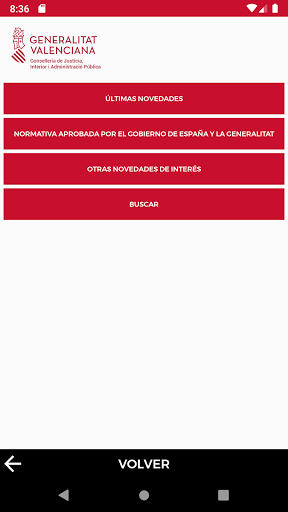 8:36
GENERALITAT
VALENCIANA
Conselleria de Justícia,
Interior i Administració Pública
ÚLTIMAS NOVEDADES
NORMATIVA APROBADA POR EL GOBIERNO DE ESPAÑA Y LA GENERALITAT
OTRAS NOVEDADES DE INTERÉS
BUSCAR
VOLVER